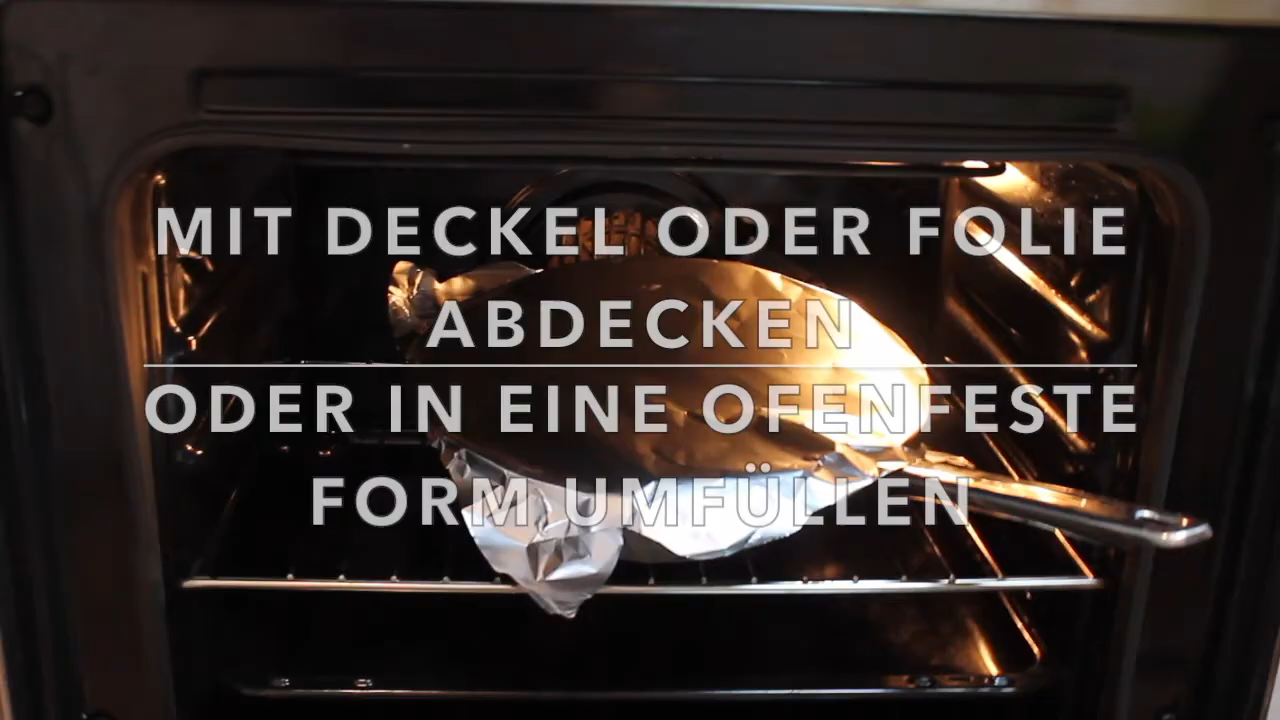 MIT DECKEL ODER FOLIE
ABDECKEN
ODER IN EINE OFENFESTE
FORM UMFÜLLEN